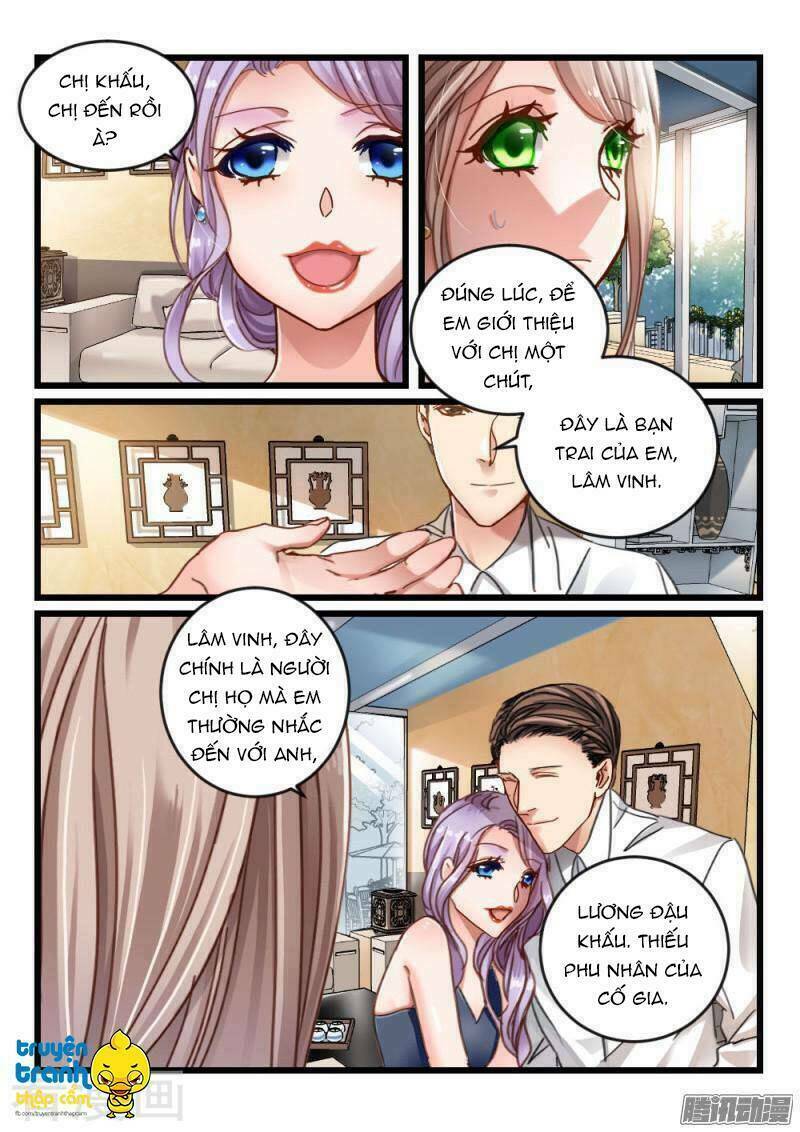 CHỊ KHẤU,
CHỊ ĐẾN RỒI
À?
ĐÚNG LÚC, ĐỂ
EM GIỚI THIỆU
VỚI CHỊ MỘT
CHÚT,
ĐÂY LÀ BẠN
TRAI CỦA EM,
LÂM VINH.
LÂM VINH, ĐÂY
CHÍNH LÀ NGƯỜI
CHỊ HỌ MÀ EM
THƯỜNG NHẮC
ĐẾN VỚI ANH,
LƯƠNG ĐẬU
KHẤU. THIẾU
PHU NHÂN CỦA
CỐ GIA.
truyện
tranh
thập cẩm
fb.com/truyentranhthapcam
腾讯动漫